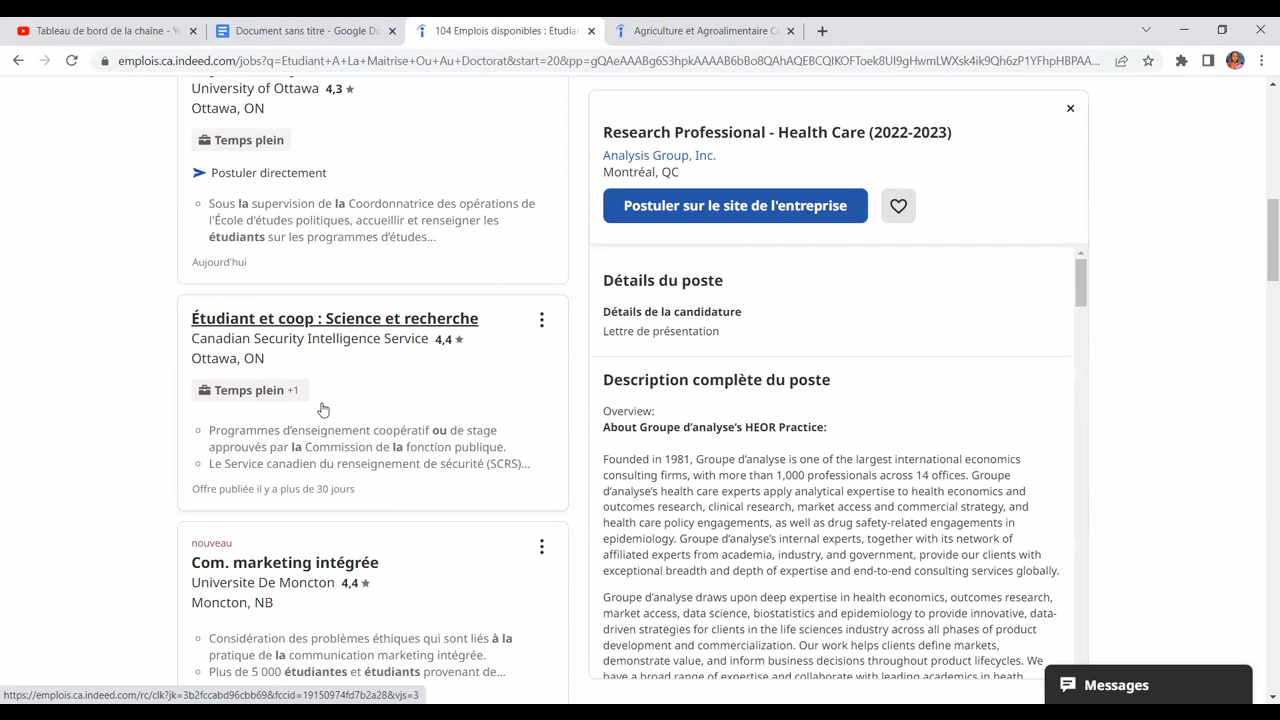 Tableau de bord de la chaîne - Y
Document sans titre - Google Do
104 Emplois disponibles : Etudia
Agriculture et Agroalimentaire C
emplois.ca.indeed.com/jobs?q=Etudiant+A+La+Maitrise+Ou+Au+Doctorat&start=20&pp=gQAeAAABg6S3hpkAAAAB6bBo8QAhAQEBCQIKOFToek8UI9gHwmLWXsk4ik9Qh6zP1YFhpHBPAA...
University of Ottawa 4,3
Ottawa, ON
Temps plein
Postuler directement
Sous la supervision de la Coordonnatrice des opérations de
l'École d'études politiques, accueillir et renseigner les
étudiants sur les programmes d'études...
Aujourd'hui
Étudiant et coop : Science et recherche
Canadian Security Intelligence Service 4,4
Ottawa, ON
Temps plein +1
Programmes d'enseignement coopératif ou de stage
approuvés par la Commission de la fonction publique.
Le Service canadien du renseignement de sécurité (SCRS)...
Offre publiée il y a plus de 30 jours
nouveau
Com. marketing intégrée
Universite De Moncton 4,4
Moncton, NB
Considération des problèmes éthiques qui sont liés à la
pratique de la communication marketing intégrée.
Plus de 5 000 étudiantes et étudiants provenant de...
https://emplois.ca.indeed.com/rc/clk?jk=3b2fccabd96cbb69&fccid=19150974fd7b2a28&vjs=3
Research Professional - Health Care (2022-2023)
Analysis Group, Inc.
Montréal, QC
Postuler sur le site de l'entreprise
Détails du poste
Détails de la candidature
Lettre de présentation
Description complète du poste
Overview:
About Groupe d'analyse's HEOR Practice:
Founded in 1981, Groupe d'analyse is one of the largest international economics
consulting firms, with more than 1,000 professionals across 14 offices. Groupe
d'analyse's health care experts apply analytical expertise to health economics and
outcomes research, clinical research, market access and commercial strategy, and
health care policy engagements, as well as drug safety-related engagements in
epidemiology. Groupe d'analyse's internal experts, together with its network of
affiliated experts from academia, industry, and government, provide our clients with
exceptional breadth and depth of expertise and end-to-end consulting services globally.
Groupe d'analyse draws upon deep expertise in health economics, outcomes research,
market access, data science, biostatistics and epidemiology to provide innovative, data-
driven strategies for clients in the life sciences industry across all phases of product
development and commercialization. Our work helps clients define markets,
demonstrate value, and inform business decisions throughout product lifecycles. We
have a broad range of expertise and collaborate with leading academics in heath
Messages